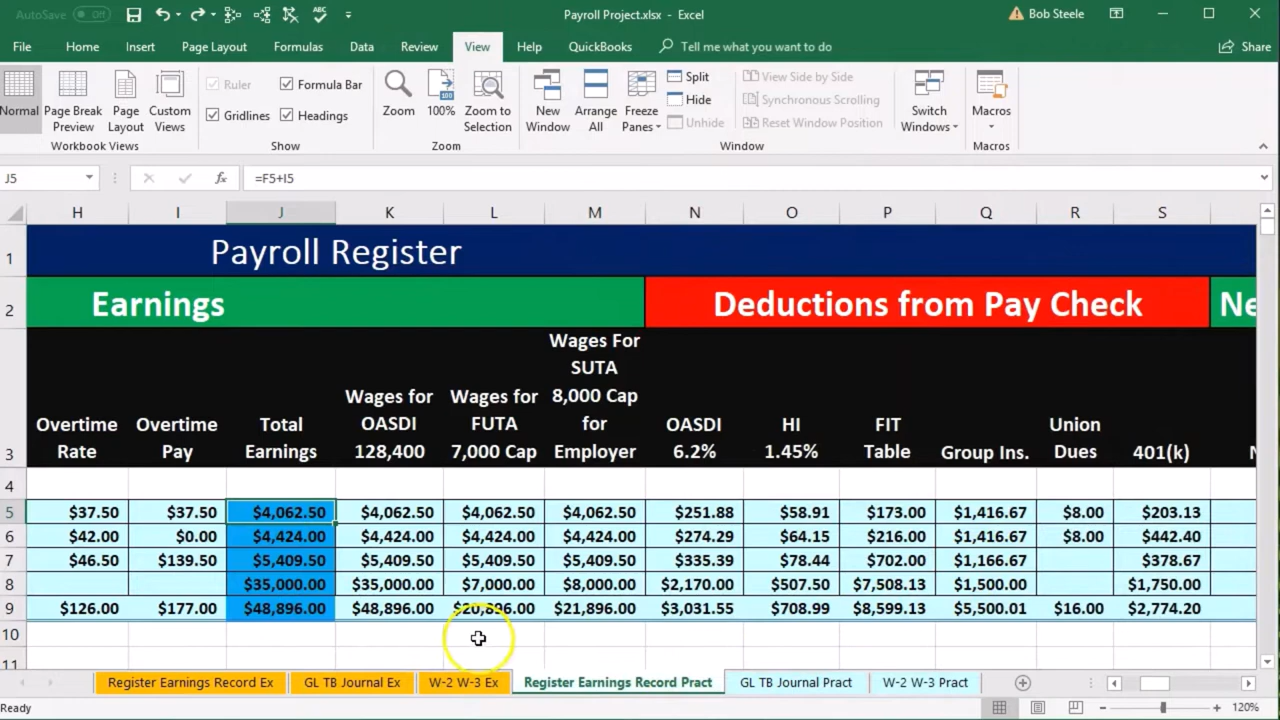 AutoSave Off Payroll Project.xlsx - Excel Bob Steele
File Home Insert Page Layout Formulas Data Review View Help QuickBooks Tell me what you want to do Share
Normal Page Break Preview Page Layout Custom Views
Workbook Views
Ruler Formula Bar
Gridlines Headings
Show
Zoom 100% Zoom to Selection
Zoom
New Window Arrange All Freeze Panes
Split
Hide
Unhide
View Side by Side
Synchronous Scrolling
Reset Window Position
Window
Switch Windows
Macros
Macros
J5 fx =F5+I5
H I J K L M N O P Q R S
1 Payroll Register
2 Earnings Deductions from Pay Check Ne
3
Overtime Rate
Overtime Pay
Total Earnings
Wages for OASDI 128,400
Wages for FUTA 7,000 Cap
Wages For SUTA 8,000 Cap for Employer
OASDI 6.2%
HI 1.45%
FIT Table
Group Ins.
Union Dues
401(k)
4
5 $37.50 $37.50 $4,062.50 $4,062.50 $4,062.50 $4,062.50 $251.88 $58.91 $173.00 $1,416.67 $8.00 $203.13
6 $42.00 $0.00 $4,424.00 $4,424.00 $4,424.00 $4,424.00 $274.29 $64.15 $216.00 $1,416.67 $8.00 $442.40
7 $46.50 $139.50 $5,409.50 $5,409.50 $5,409.50 $5,409.50 $335.39 $78.44 $702.00 $1,166.67 $378.67
8 $35,000.00 $35,000.00 $7,000.00 $8,000.00 $2,170.00 $507.50 $7,508.13 $1,500.00 $1,750.00
9 $126.00 $177.00 $48,896.00 $48,896.00 $20,896.00 $21,896.00 $3,031.55 $708.99 $8,599.13 $5,500.01 $16.00 $2,774.20
10
11
Register Earnings Record Ex GL TB Journal Ex W-2 W-3 Ex Register Earnings Record Pract GL TB Journal Pract W-2 W-3 Pract
Ready 120%